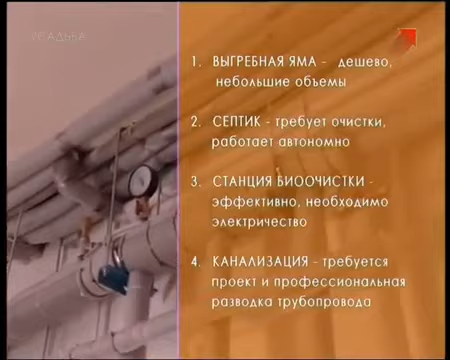 УСАДЬБА
1. ВЫГРЕБНАЯ ЯМА - дешево,
небольшие объемы
2. СЕПТИК - требует очистки,
работает автономно
3. СТАНЦИЯ БИООЧИСТКИ -
эффективно, необходимо
электричество
4. КАНАЛИЗАЦИЯ - требуется
проект и профессиональная
разводка трубопровода